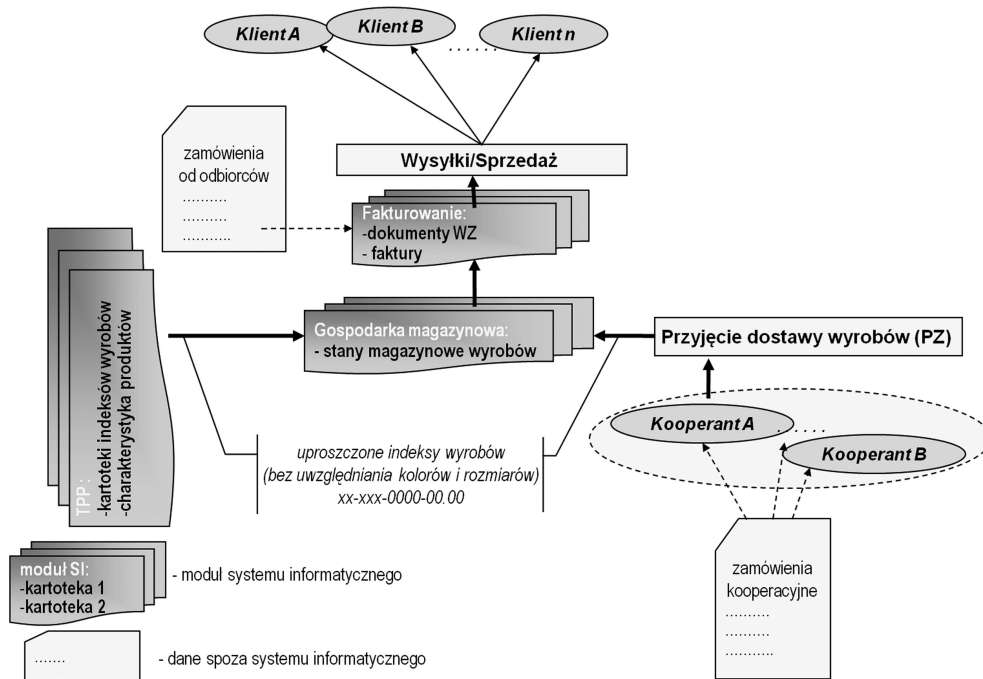 Klient A
Klient B
. . . . .
Klient n
zamówienia
od odbiorców
..........
..........
...........
Wysyłki/Sprzedaż
Fakturowanie:
-dokumenty WZ
- faktury
TPP:
-kartoteki indeksów wyrobów
-charakterystyka produktów
Gospodarka magazynowa:
- stany magazynowe wyrobów
Przyjęcie dostawy wyrobów (PZ)
Kooperant A
. . . . .
Kooperant B
uproszczone indeksy wyrobów
(bez uwzględniania kolorów i rozmiarów)
xx-xxx-0000-00.00
zamówienia
kooperacyjne
..........
..........
...........
moduł SI:
-kartoteka 1
-kartoteka 2
- moduł systemu informatycznego
.......
- dane spoza systemu informatycznego